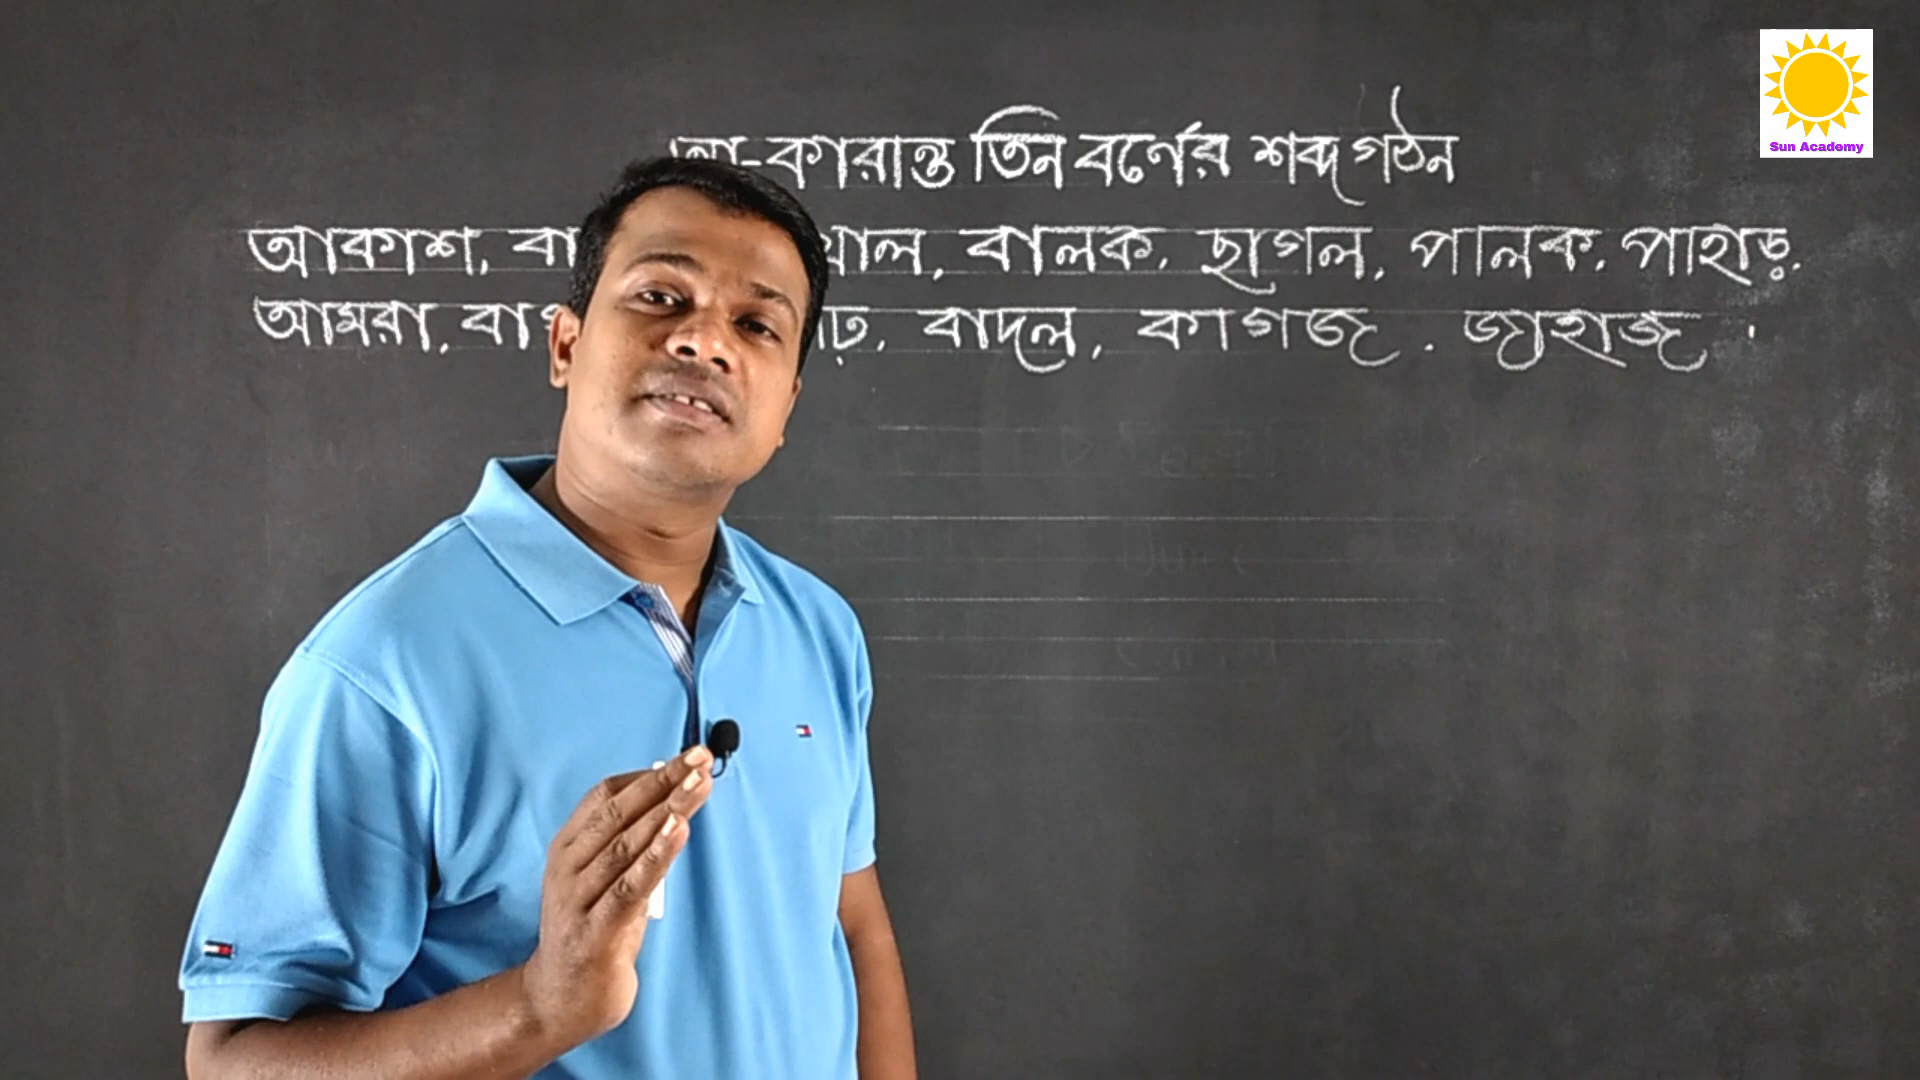 আ-কারান্ত তিন বর্ণের শব্দ গঠন
আকাশ, বালক, ছাগল, পালক, পাহাড়,
আমরা, বাদল, কাগজ, জাহাজ,
Sun Academy